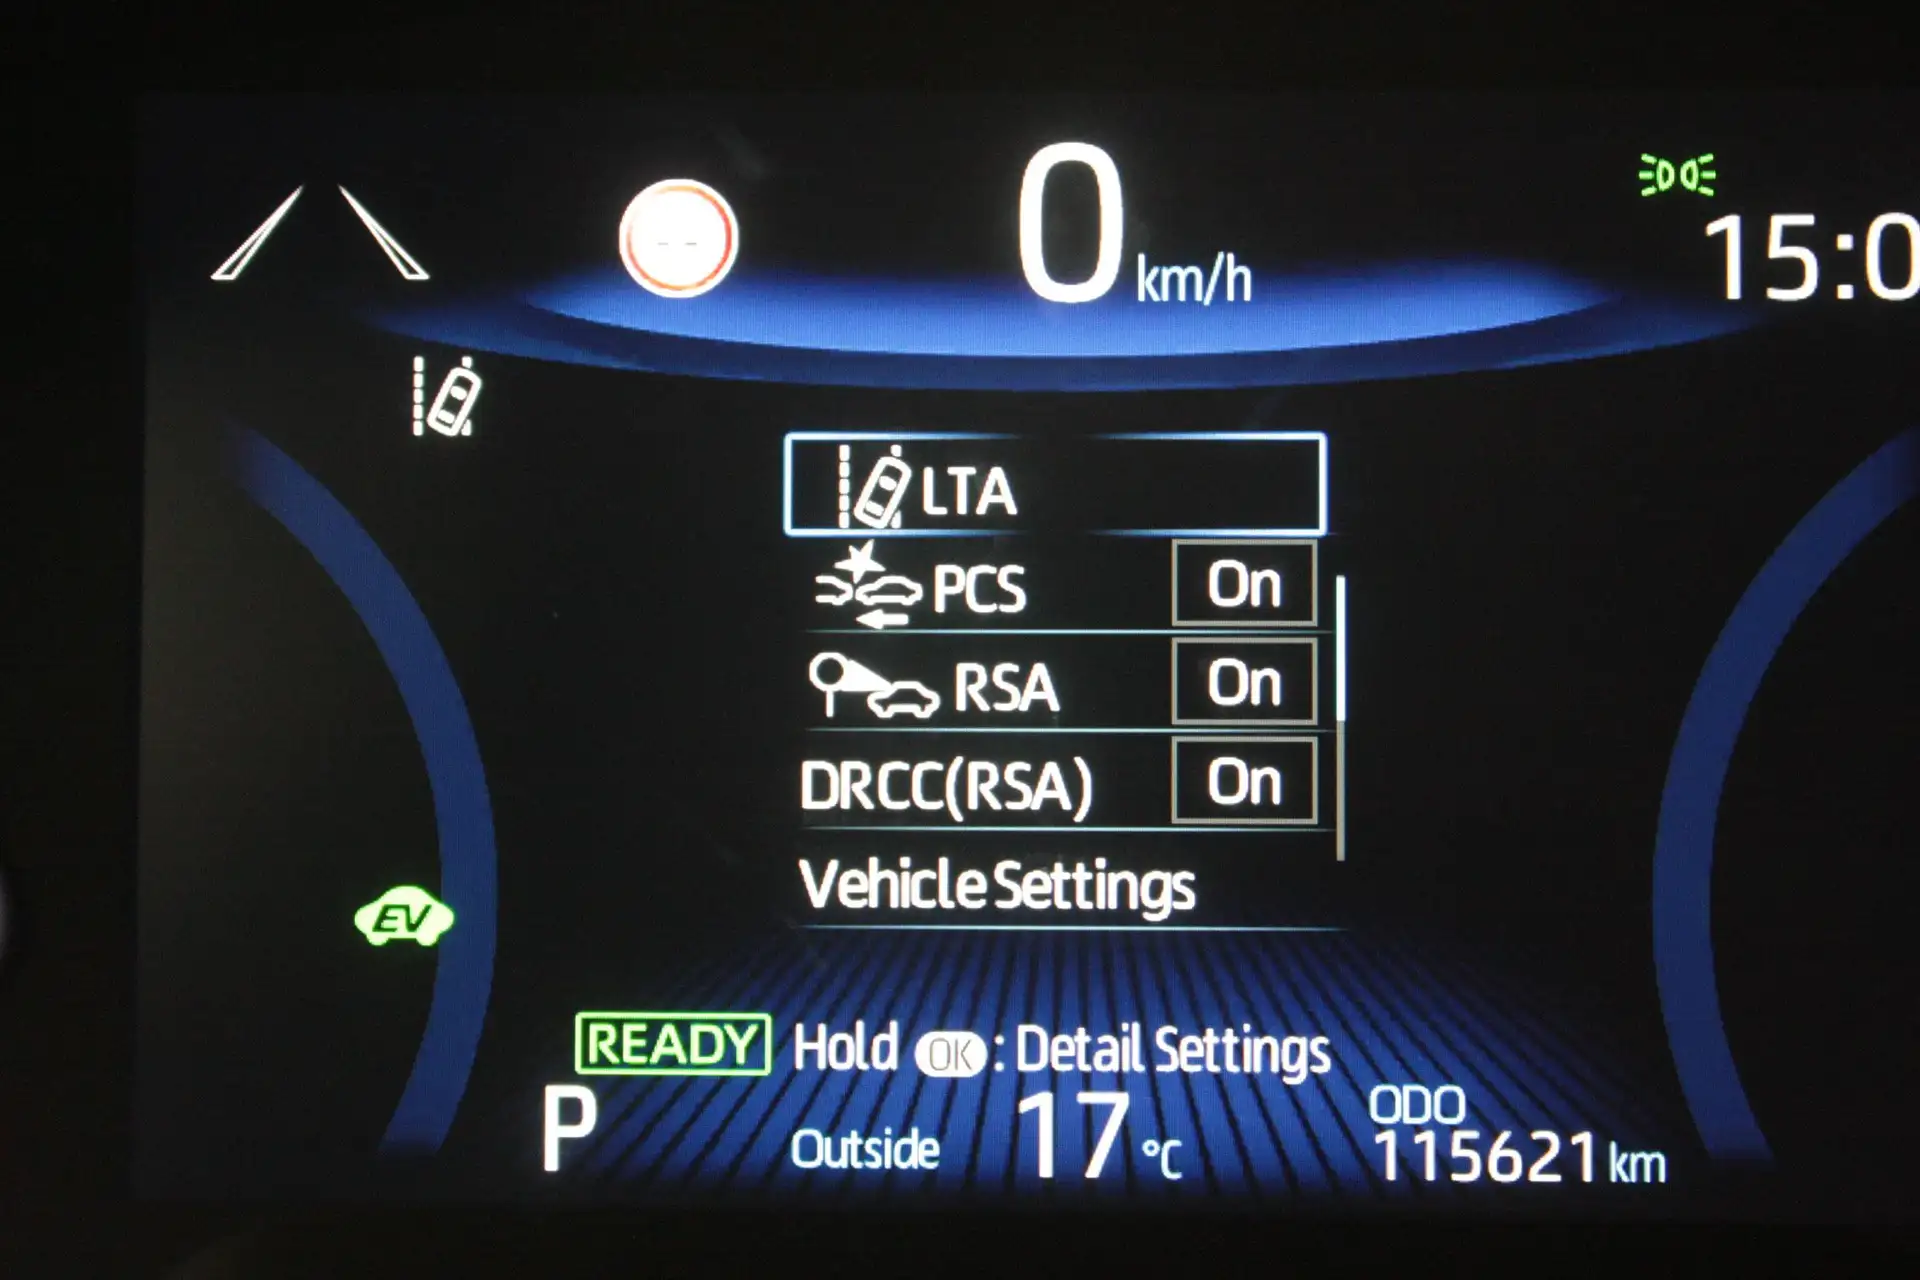 0 km/h
15:0
LTA
PCS On
RSA On
DRCC(RSA) On
Vehicle Settings
EV
READY Hold OK : Detail Settings
P
Outside 17 °C
ODO
115621 km